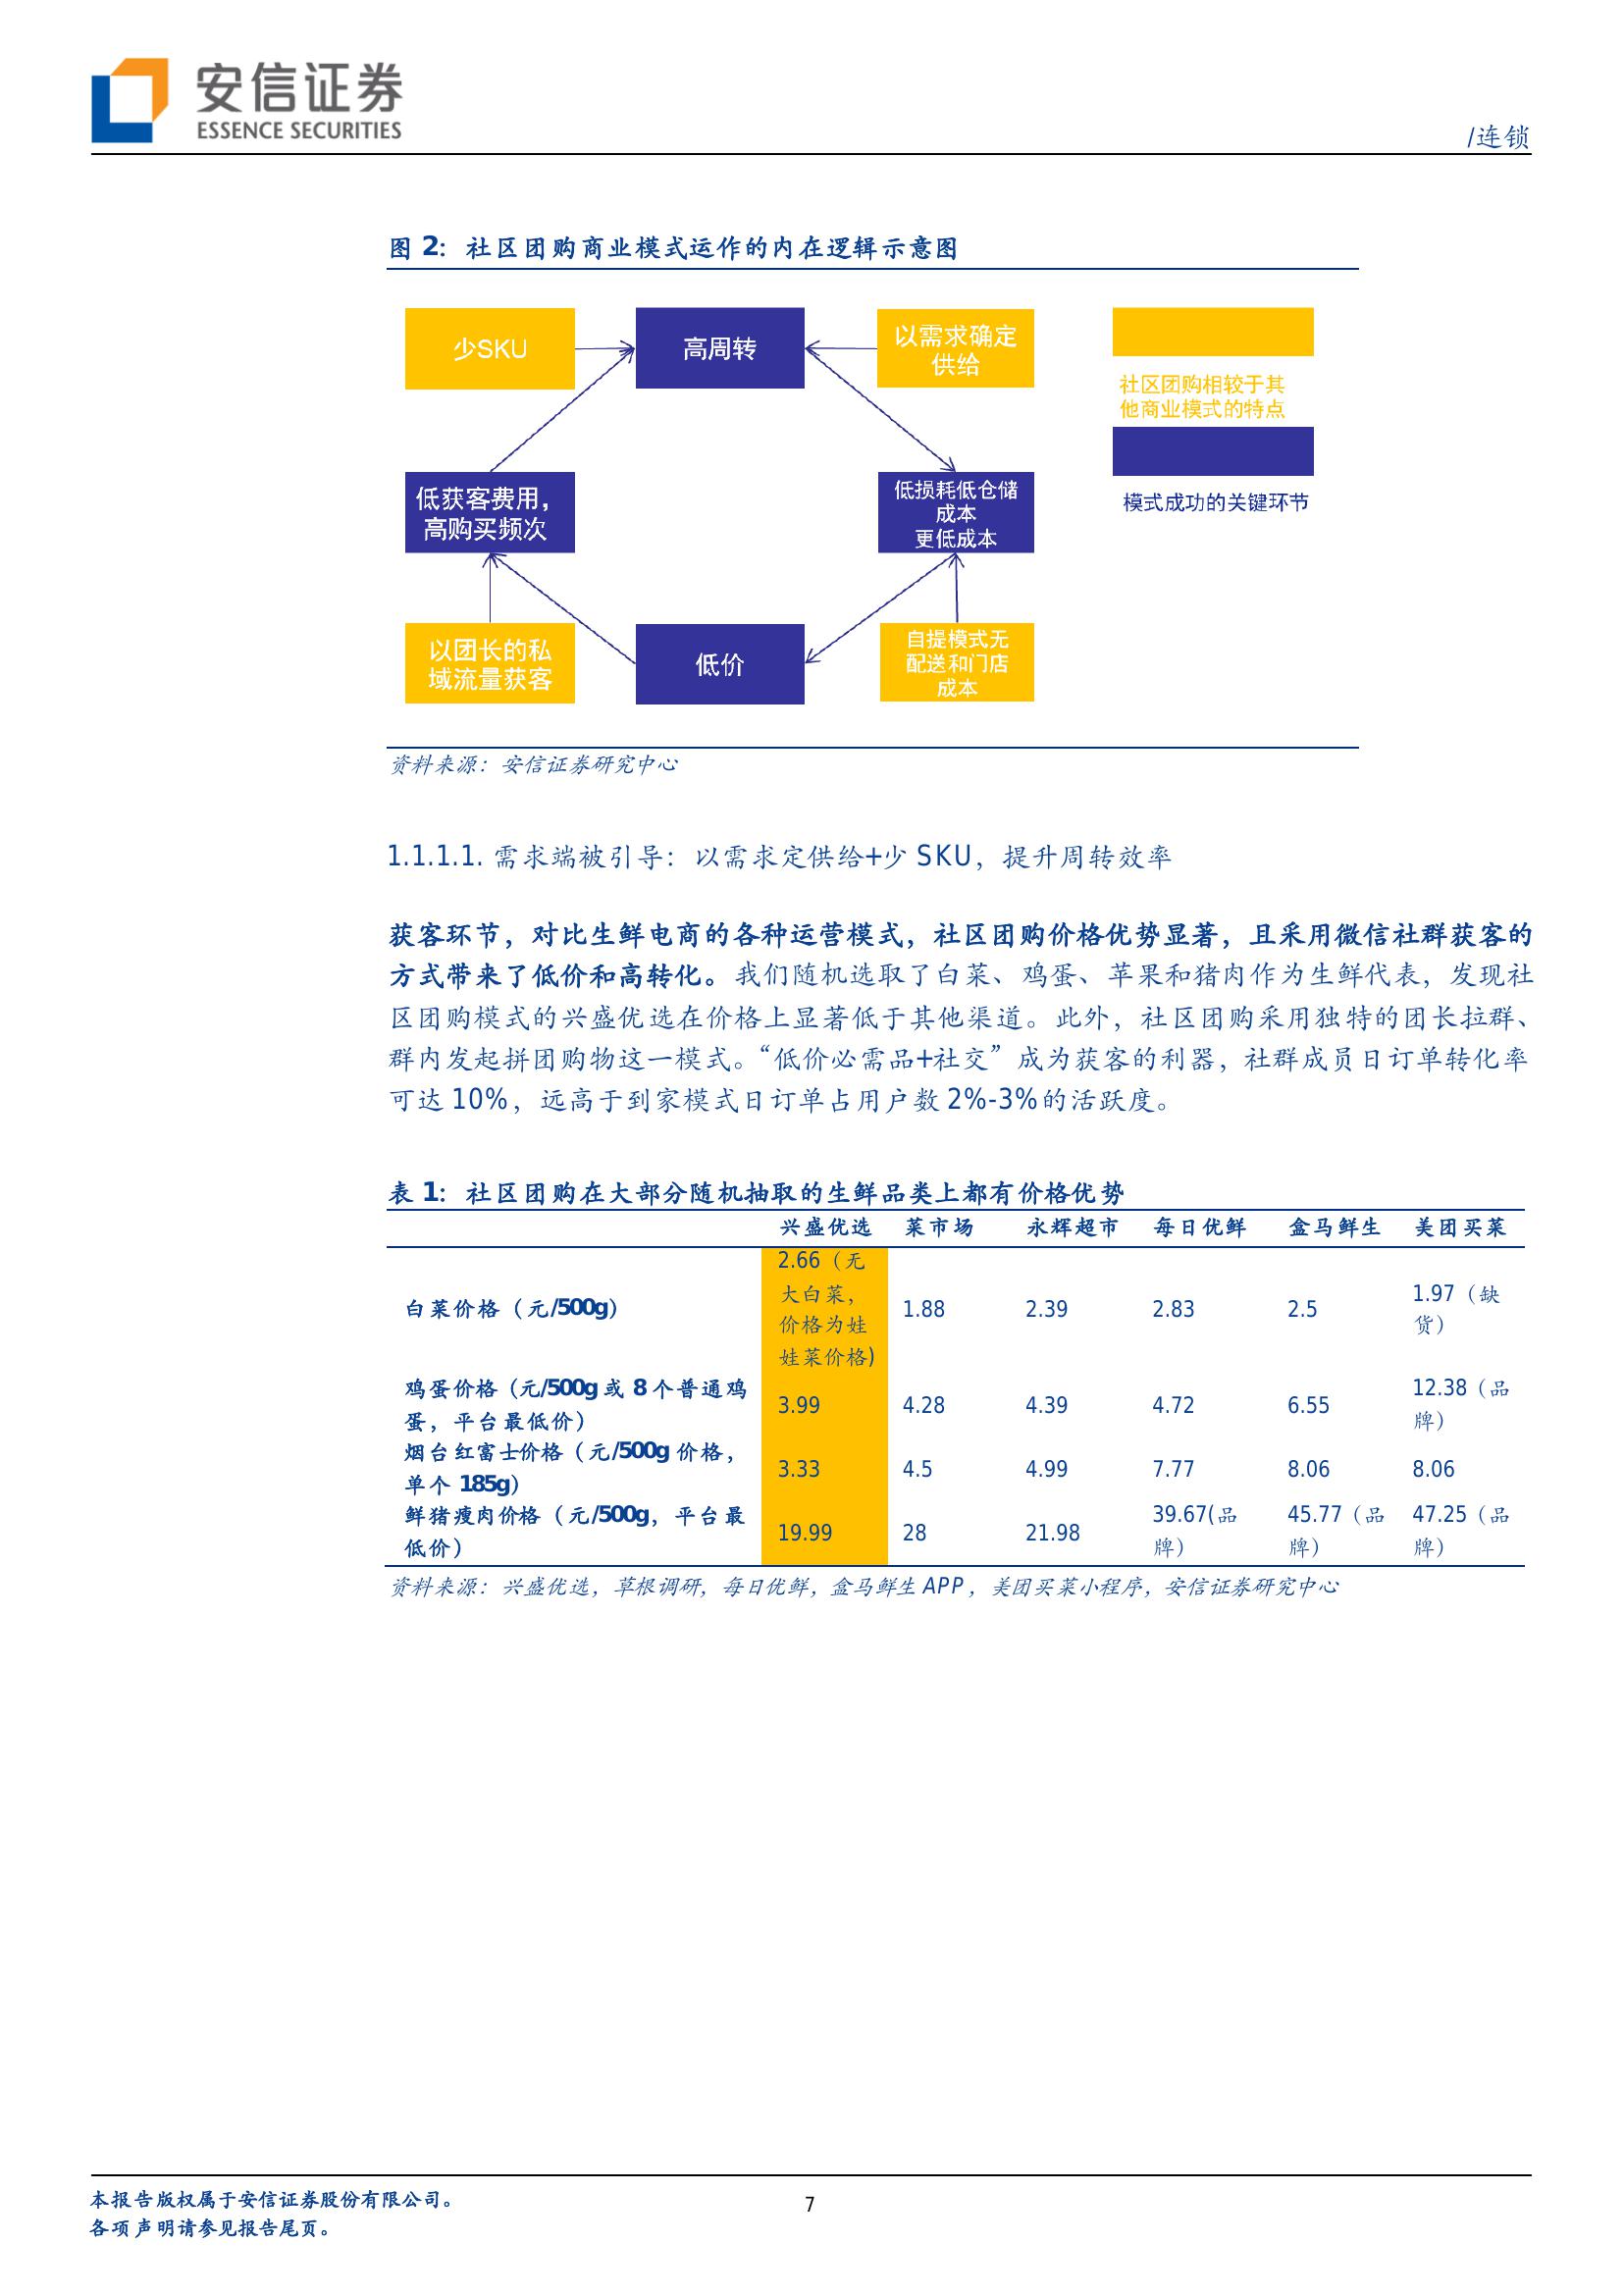 安信证券
ESSENCE SECURITIES
/连锁
图 2：社区团购商业模式运作的内在逻辑示意图
少SKU
高周转
以需求确定
供给
社区团购相较于其
他商业模式的特点
低获客费用，
高购买频次
低损耗低仓储
成本
更低成本
模式成功的关键环节
以团长的私
域流量获客
低价
自提模式无
配送和门店
成本
资料来源：安信证券研究中心
1.1.1.1. 需求端被引导：以需求定供给+少 SKU，提升周转效率
获客环节，对比生鲜电商的各种运营模式，社区团购价格优势显著，且采用微信社群获客的
方式带来了低价和高转化。我们随机选取了白菜、鸡蛋、苹果和猪肉作为生鲜代表，发现社
区团购模式的兴盛优选在价格上显著低于其他渠道。此外，社区团购采用独特的团长拉群、
群内发起拼团购物这一模式。“低价必需品+社交”成为获客的利器，社群成员日订单转化率
可达 10%，远高于到家模式日订单占用户数 2%-3%的活跃度。
表 1：社区团购在大部分随机抽取的生鲜品类上都有价格优势
兴盛优选 菜市场 永辉超市 每日优鲜 盒马鲜生 美团买菜
白菜价格（元/500g） 2.66（无
大白菜，
价格为娃
娃菜价格) 1.88 2.39 2.83 2.5 1.97（缺
货）
鸡蛋价格 (元/500g 或 8 个普通鸡
蛋，平台最低价） 3.99 4.28 4.39 4.72 6.55 12.38（品
牌）
烟台红富士价格（元/500g 价格，
单个 185g） 3.33 4.5 4.99 7.77 8.06 8.06
鲜猪瘦肉价格（元/500g，平台最
低价） 19.99 28 21.98 39.67(品
牌） 45.77（品
牌） 47.25（品
牌）
资料来源：兴盛优选，草根调研，每日优鲜，盒马鲜生 APP，美团买菜小程序，安信证券研究中心
本报告版权属于安信证券股份有限公司。
各项声明请参见报告尾页。
7